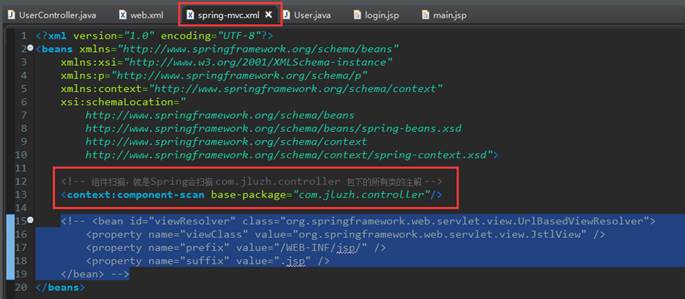 UserController.java web.xml spring-mvc.xml User.java login.jsp main.jsp
1 <?xml version="1.0" encoding="UTF-8"?>
2 <beans xmlns="http://www.springframework.org/schema/beans"
3 xmlns:xsi="http://www.w3.org/2001/XMLSchema-instance"
4 xmlns:p="http://www.springframework.org/schema/p"
5 xmlns:context="http://www.springframework.org/schema/context"
6 xsi:schemaLocation="
7 http://www.springframework.org/schema/beans
8 http://www.springframework.org/schema/beans/spring-beans.xsd
9 http://www.springframework.org/schema/context
10 http://www.springframework.org/schema/context/spring-context.xsd">
11
12 <!-- 组件扫描，就是Spring会扫描 com.jluzh.controller 包下的所有类的注解 -->
13 <context:component-scan base-package="com.jluzh.controller"/>
14
15 <!-- <bean id="viewResolver" class="org.springframework.web.servlet.view.UrlBasedViewResolver">
16 <property name="viewClass" value="org.springframework.web.servlet.view.JstlView" />
17 <property name="prefix" value="/WEB-INF/jsp/" />
18 <property name="suffix" value=".jsp" />
19 </bean> -->
20 </beans>